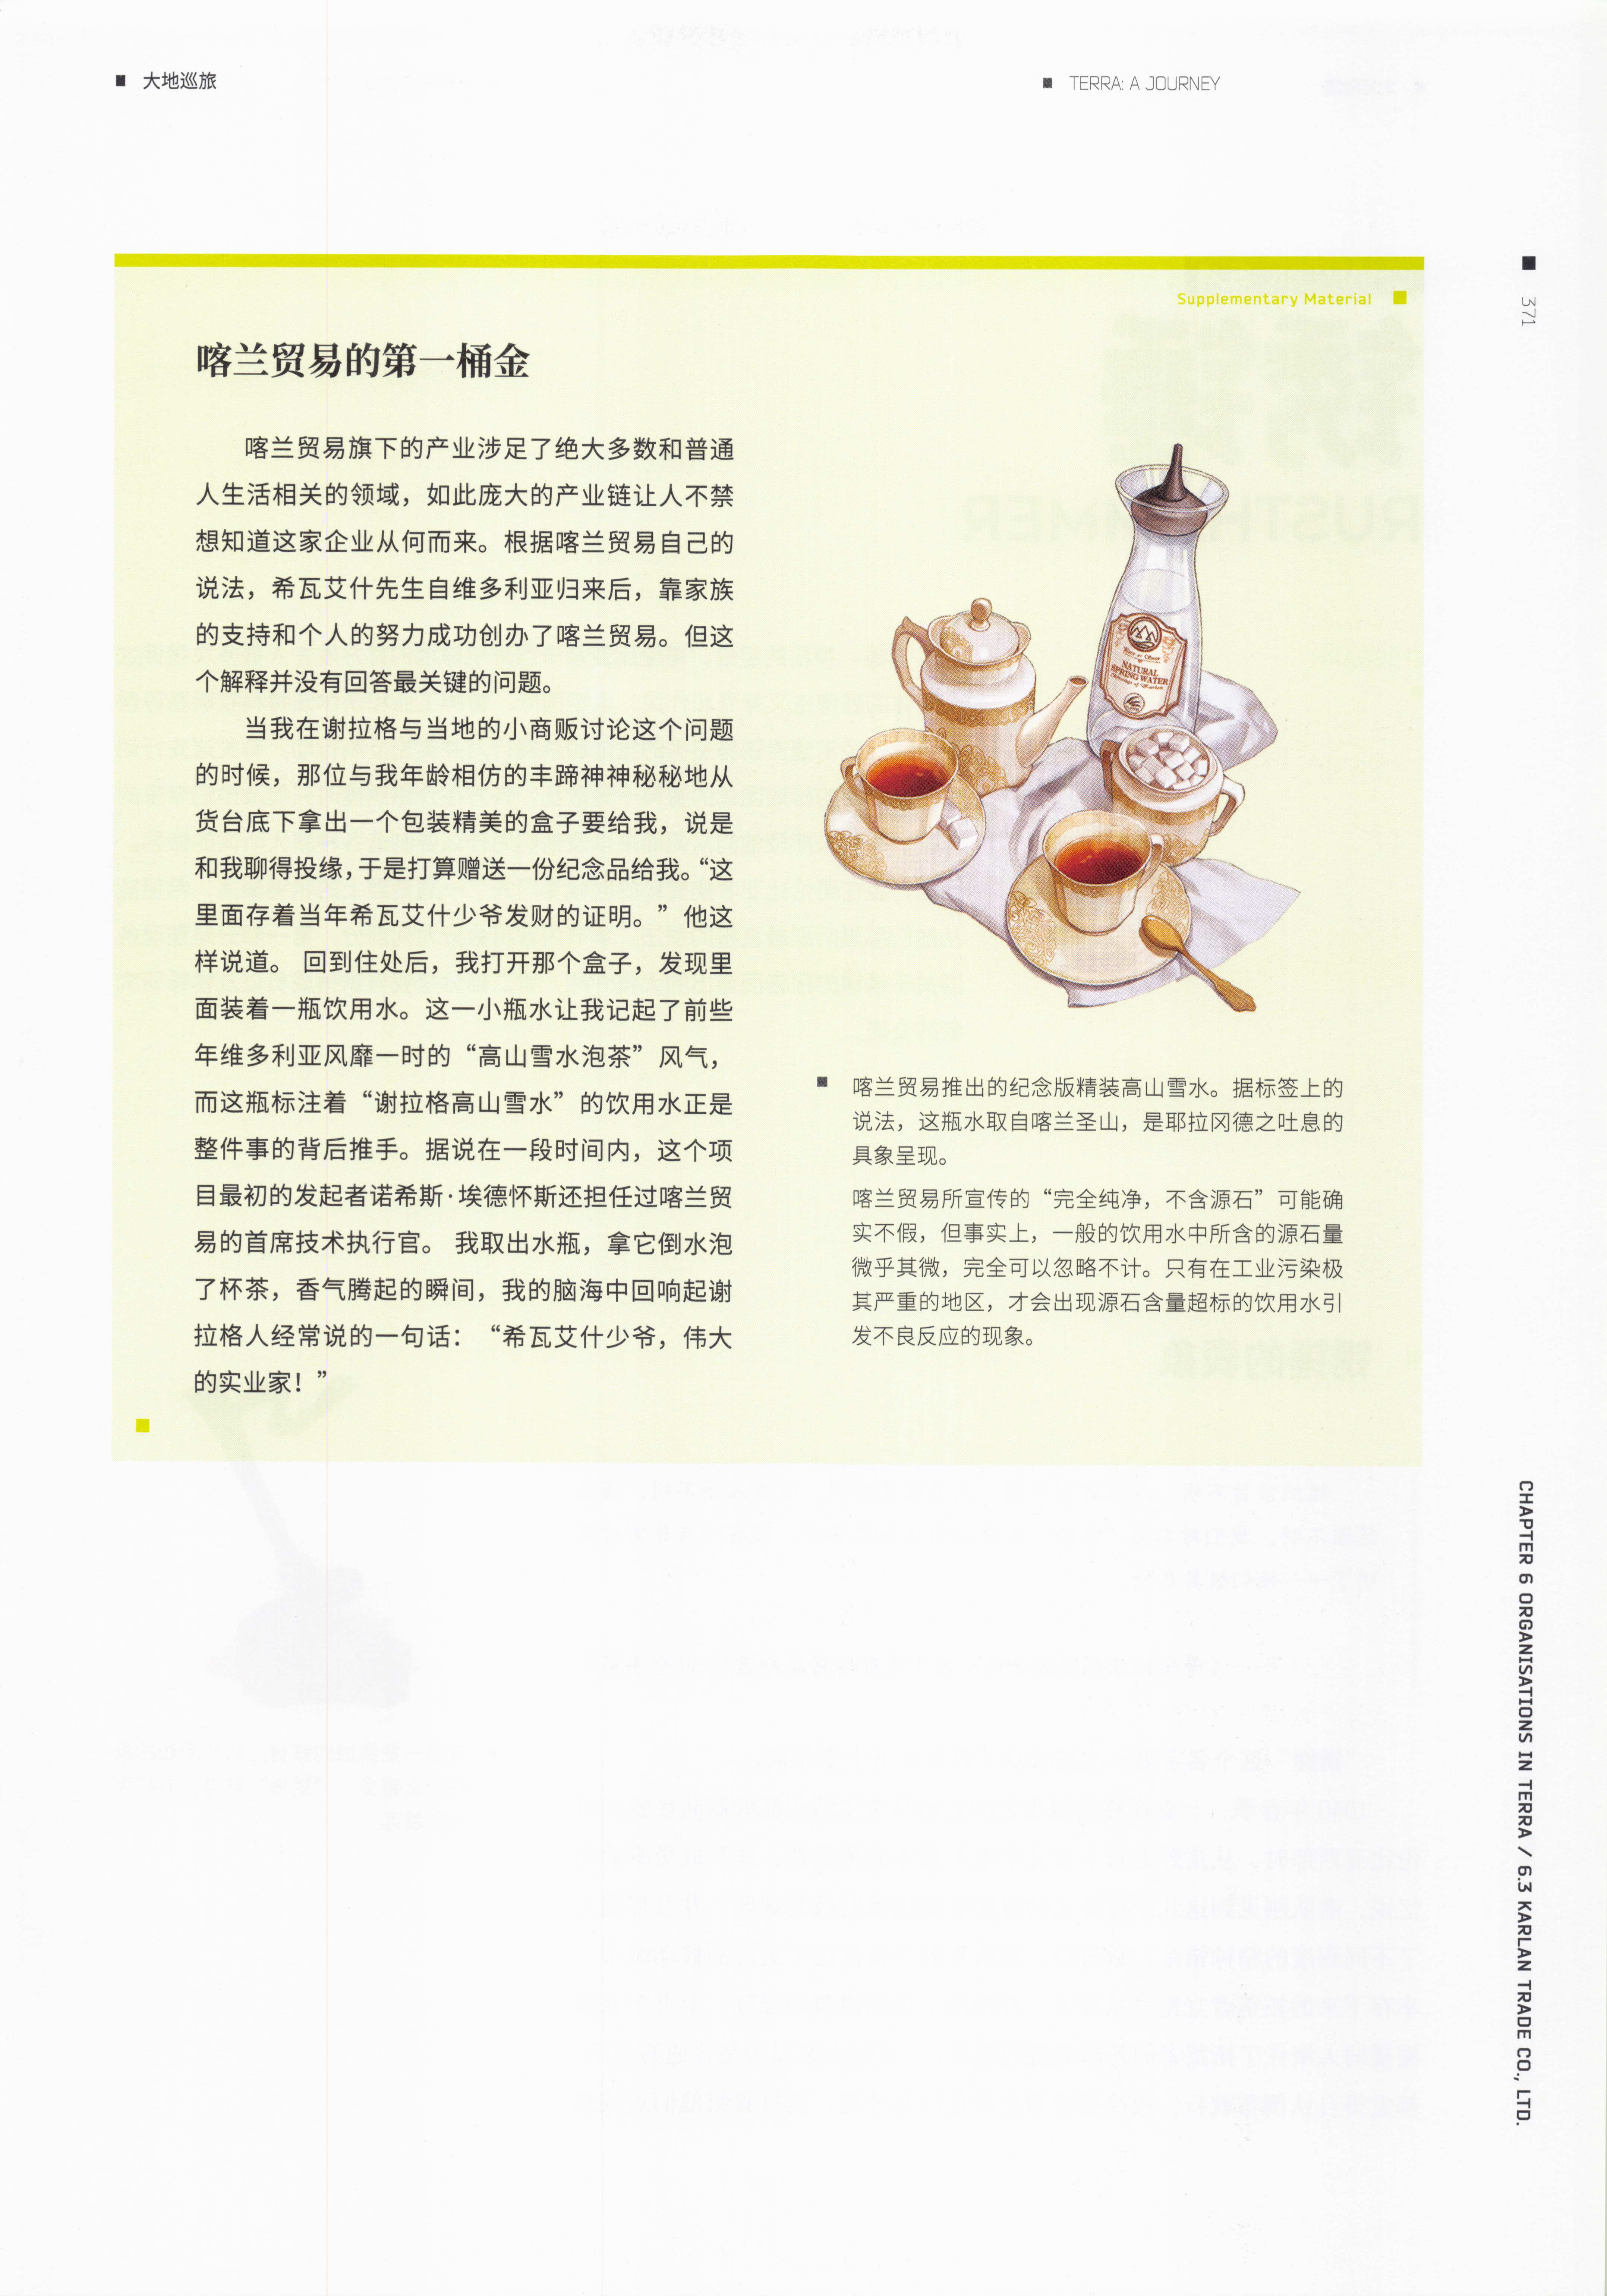 大地巡旅
TERRA: A JOURNEY
371
Supplementary Material
喀兰贸易的第一桶金
喀兰贸易旗下的产业涉足了绝大多数和普通
人生活相关的领域，如此庞大的产业链让人不禁
想知道这家企业从何而来。根据喀兰贸易自己的
说法，希瓦艾什先生自维多利亚归来后，靠家族
的支持和个人的努力成功创办了喀兰贸易。但这
个解释并没有回答最关键的问题。
当我在谢拉格与当地的小商贩讨论这个问题
的时候，那位与我年龄相仿的丰蹄神神秘秘地从
货台底下拿出一个包装精美的盒子要给我，说是
和我聊得投缘，于是打算赠送一份纪念品给我。“这
里面存着当年希瓦艾什少爷发财的证明。”他这
样说道。 回到住处后，我打开那个盒子，发现里
面装着一瓶饮用水。这一小瓶水让我记起了前些
年维多利亚风靡一时的“高山雪水泡茶”风气，
而这瓶标注着“谢拉格高山雪水”的饮用水正是
整件事的背后推手。据说在一段时间内，这个项
目最初的发起者诺希斯·埃德怀斯还担任过喀兰贸
易的首席技术执行官。 我取出水瓶，拿它倒水泡
了杯茶，香气腾起的瞬间，我的脑海中回响起谢
拉格人经常说的一句话：“希瓦艾什少爷，伟大
的实业家！”
NATURAL
SPRING WATER
喀兰贸易推出的纪念版精装高山雪水。据标签上的
说法，这瓶水取自喀兰圣山，是耶拉冈德之吐息的
具象呈现。
喀兰贸易所宣传的“完全纯净，不含源石”可能确
实不假，但事实上，一般的饮用水中所含的源石量
微乎其微，完全可以忽略不计。只有在工业污染极
其严重的地区，才会出现源石含量超标的饮用水引
发不良反应的现象。
CHAPTER 6 ORGANISATIONS IN TERRA / 6.3 KARLAN TRADE CO., LTD.